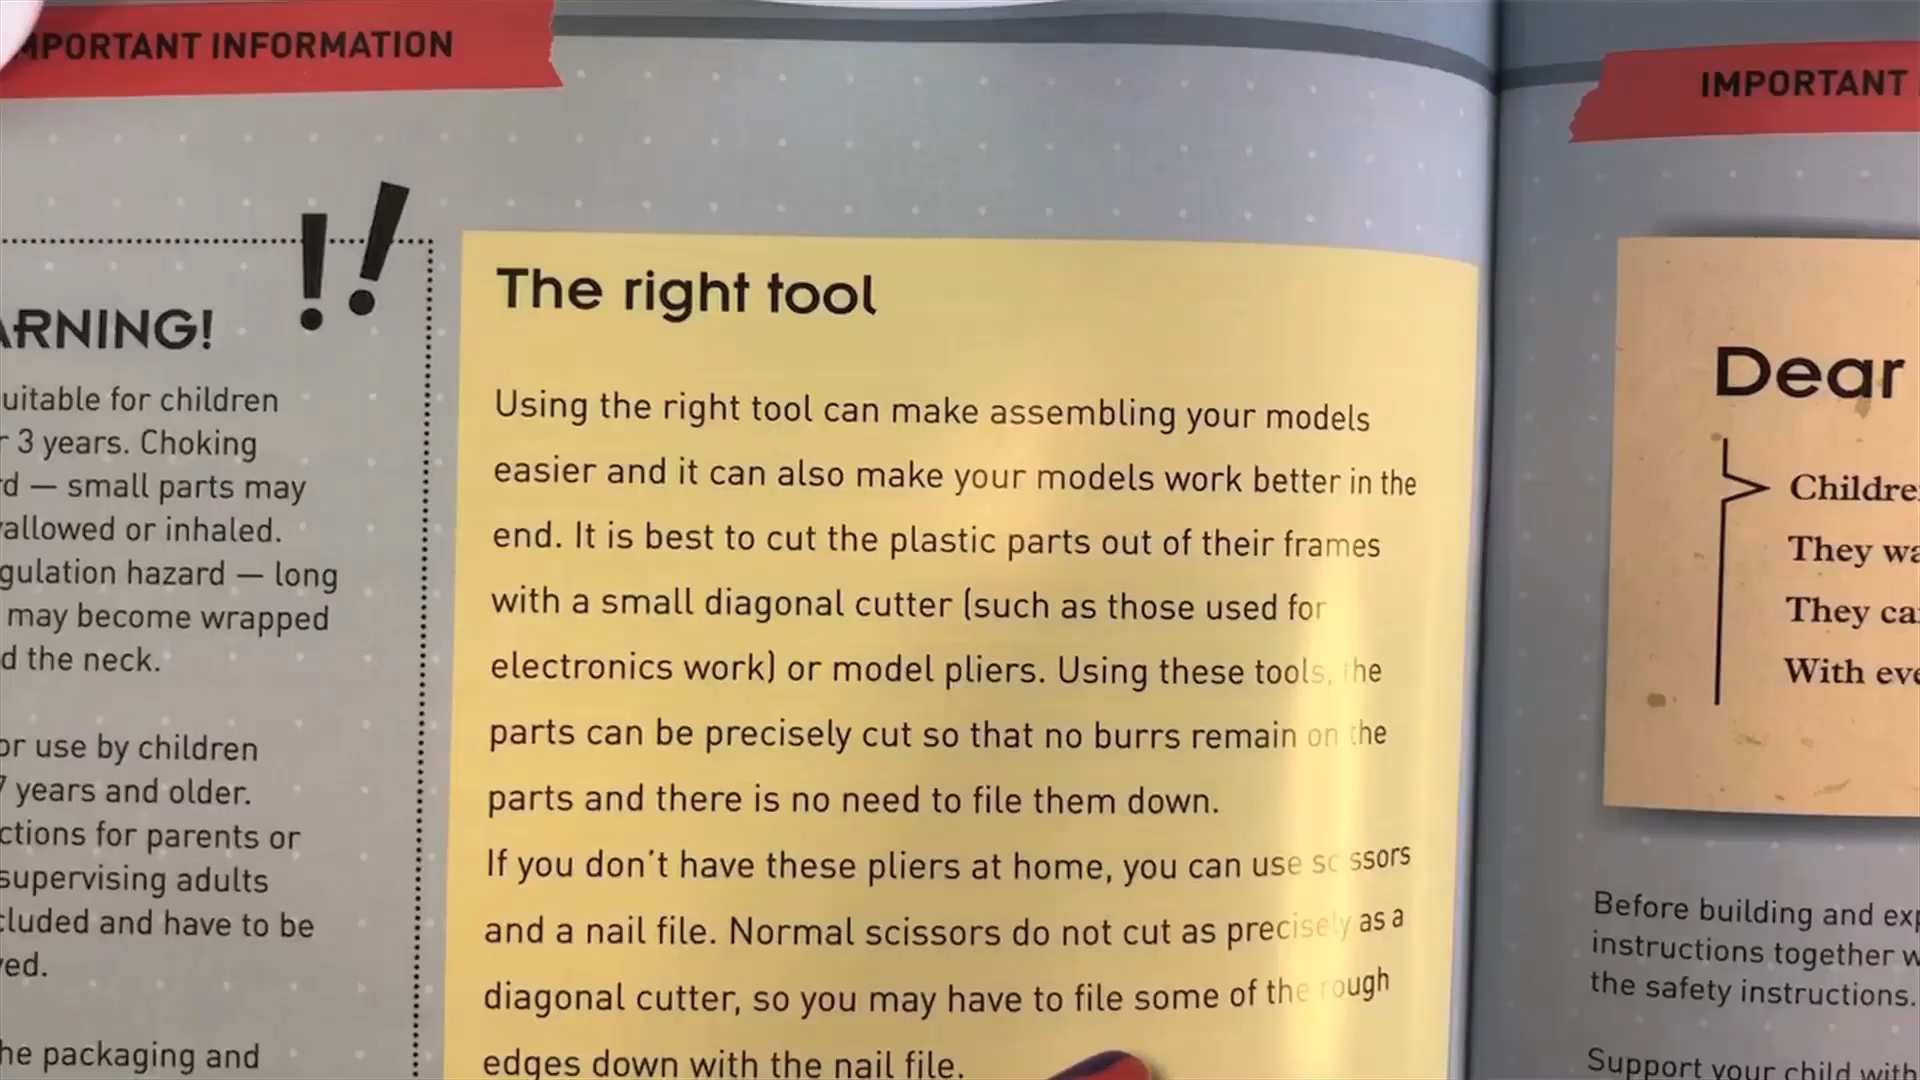 IMPORTANT INFORMATION
ARNING!
uitable for children
3 years. Choking
d — small parts may
allowed or inhaled.
gulation hazard — long
may become wrapped
d the neck.
or use by children
7 years and older.
ctions for parents or
supervising adults
cluded and have to be
ved.
he packaging and
The right tool
Using the right tool can make assembling your models
easier and it can also make your models work better in the
end. It is best to cut the plastic parts out of their frames
with a small diagonal cutter (such as those used for
electronics work) or model pliers. Using these tools, the
parts can be precisely cut so that no burrs remain on the
parts and there is no need to file them down.
If you don't have these pliers at home, you can use scissors
and a nail file. Normal scissors do not cut as precisely as a
diagonal cutter, so you may have to file some of the rough
edges down with the nail file.
IMPORTANT
Dear
Childre
They wa
They ca
With eve
Before building and exp
instructions together w
the safety instructions.
Support your child with